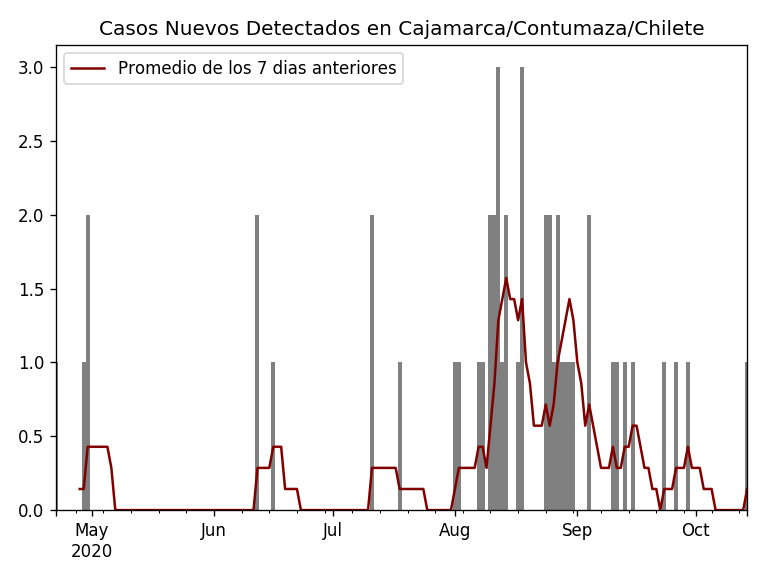 Casos Nuevos Detectados en Cajamarca/Contumaza/Chilete
Promedio de los 7 dias anteriores
3.0
2.5
2.0
1.5
1.0
0.5
0.0
May Jun Jul Aug Sep Oct
2020